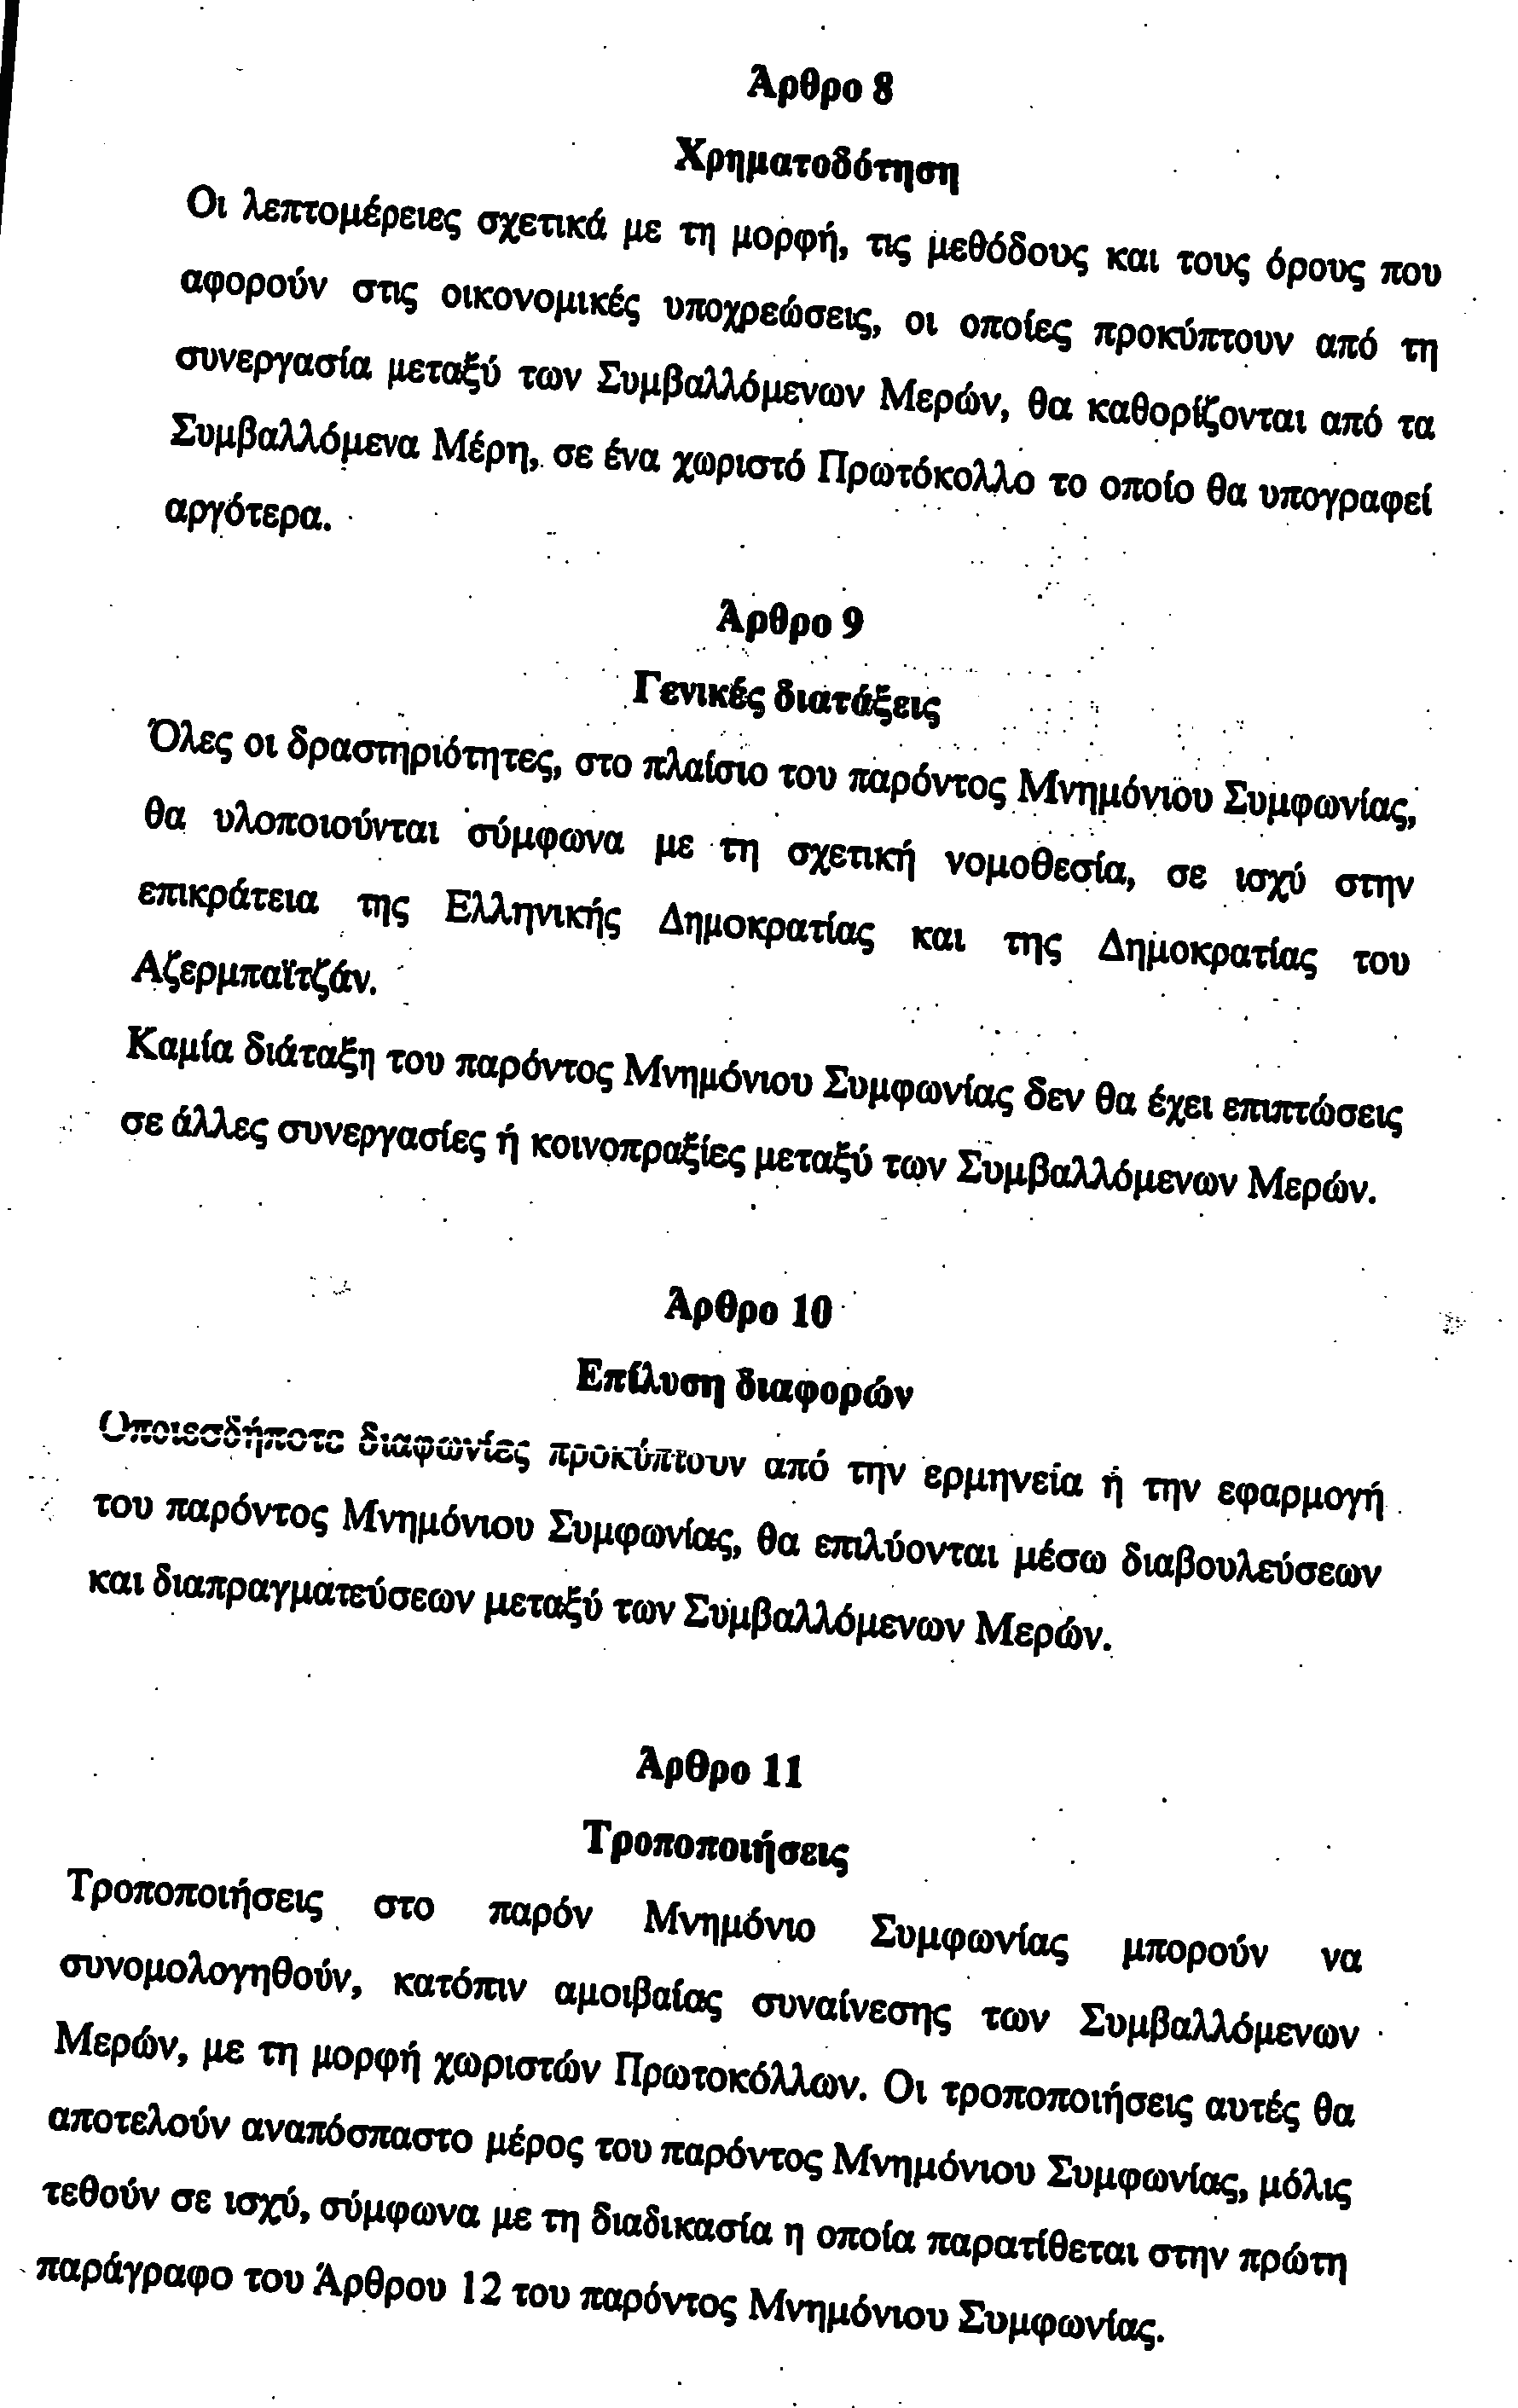 Άρθρο 8
Χρηματοδότηση
Οι λεπτομέρειες σχετικά με τη μορφή, τις μεθόδους και τους όρους που
αφορούν στις οικονομικές υποχρεώσεις, οι οποίες προκύπτουν από τη
συνεργασία μεταξύ των Συμβαλλόμενων Μερών, θα καθορίζονται από τα
Συμβαλλόμενα Μέρη, σε ένα χωριστό Πρωτόκολλο το οποίο θα υπογραφεί
αργότερα.
Άρθρο 9
Γενικές διατάξεις
Όλες οι δραστηριότητες, στο πλαίσιο του παρόντος Μνημόνιου Συμφωνίας,
θα υλοποιούνται σύμφωνα με τη σχετική νομοθεσία, σε ισχύ στην
επικράτεια της Ελληνικής Δημοκρατίας και της Δημοκρατίας του
Αζερμπαϊτζάν.
Καμία διάταξη του παρόντος Μνημόνιου Συμφωνίας δεν θα έχει επιπτώσεις
σε άλλες συνεργασίες ή κοινοπραξίες μεταξύ των Συμβαλλόμενων Μερών.
Άρθρο 10
Επίλυση διαφορών
Οποιεσδήποτε διαφωνίες προκύπτουν από την ερμηνεία ή την εφαρμογή
του παρόντος Μνημόνιου Συμφωνίας, θα επιλύονται μέσω διαβουλεύσεων
και διαπραγματεύσεων μεταξύ των Συμβαλλόμενων Μερών.
Άρθρο 11
Τροποποιήσεις
Τροποποιήσεις στο παρόν Μνημόνιο Συμφωνίας μπορούν να
συνομολογηθούν, κατόπιν αμοιβαίας συναίνεσης των Συμβαλλόμενων
Μερών, με τη μορφή χωριστών Πρωτοκόλλων. Οι τροποποιήσεις αυτές θα
αποτελούν αναπόσπαστο μέρος του παρόντος Μνημόνιου Συμφωνίας, μόλις
τεθούν σε ισχύ, σύμφωνα με τη διαδικασία η οποία παρατίθεται στην πρώτη
παράγραφο του Άρθρου 12 του παρόντος Μνημόνιου Συμφωνίας.